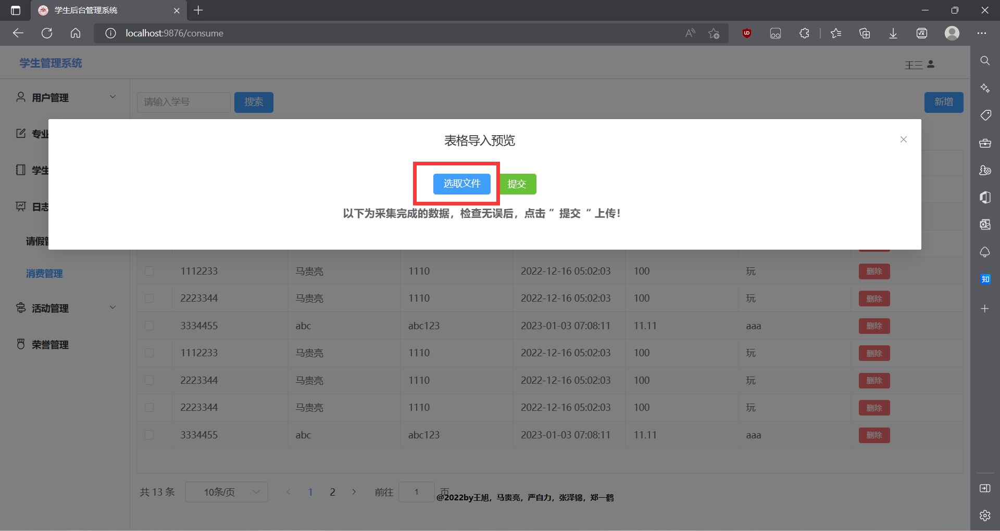 学生后台管理系统
localhost:9876/consume
学生管理系统
王三
用户管理
请输入学号
搜索
新增
专业
学生
日志
请假管
消费管理
活动管理
荣誉管理
表格导入预览
选取文件
提交
以下为采集完成的数据，检查无误后，点击 ” 提交 “ 上传！
1112233 马贵亮 1110 2022-12-16 05:02:03 100 玩 删除
2223344 马贵亮 1110 2022-12-16 05:02:03 100 玩 删除
3334455 abc abc123 2023-01-03 07:08:11 11.11 aaa 删除
1112233 马贵亮 1110 2022-12-16 05:02:03 100 玩 删除
2223344 马贵亮 1110 2022-12-16 05:02:03 100 玩 删除
2223344 马贵亮 1110 2022-12-16 05:02:03 100 玩 删除
3334455 abc abc123 2023-01-03 07:08:11 11.11 aaa 删除
共 13 条 10条/页 1 2 前往 1 页
@2022by王旭，马贵亮，严自力，张泽锦，郑一鹤
知